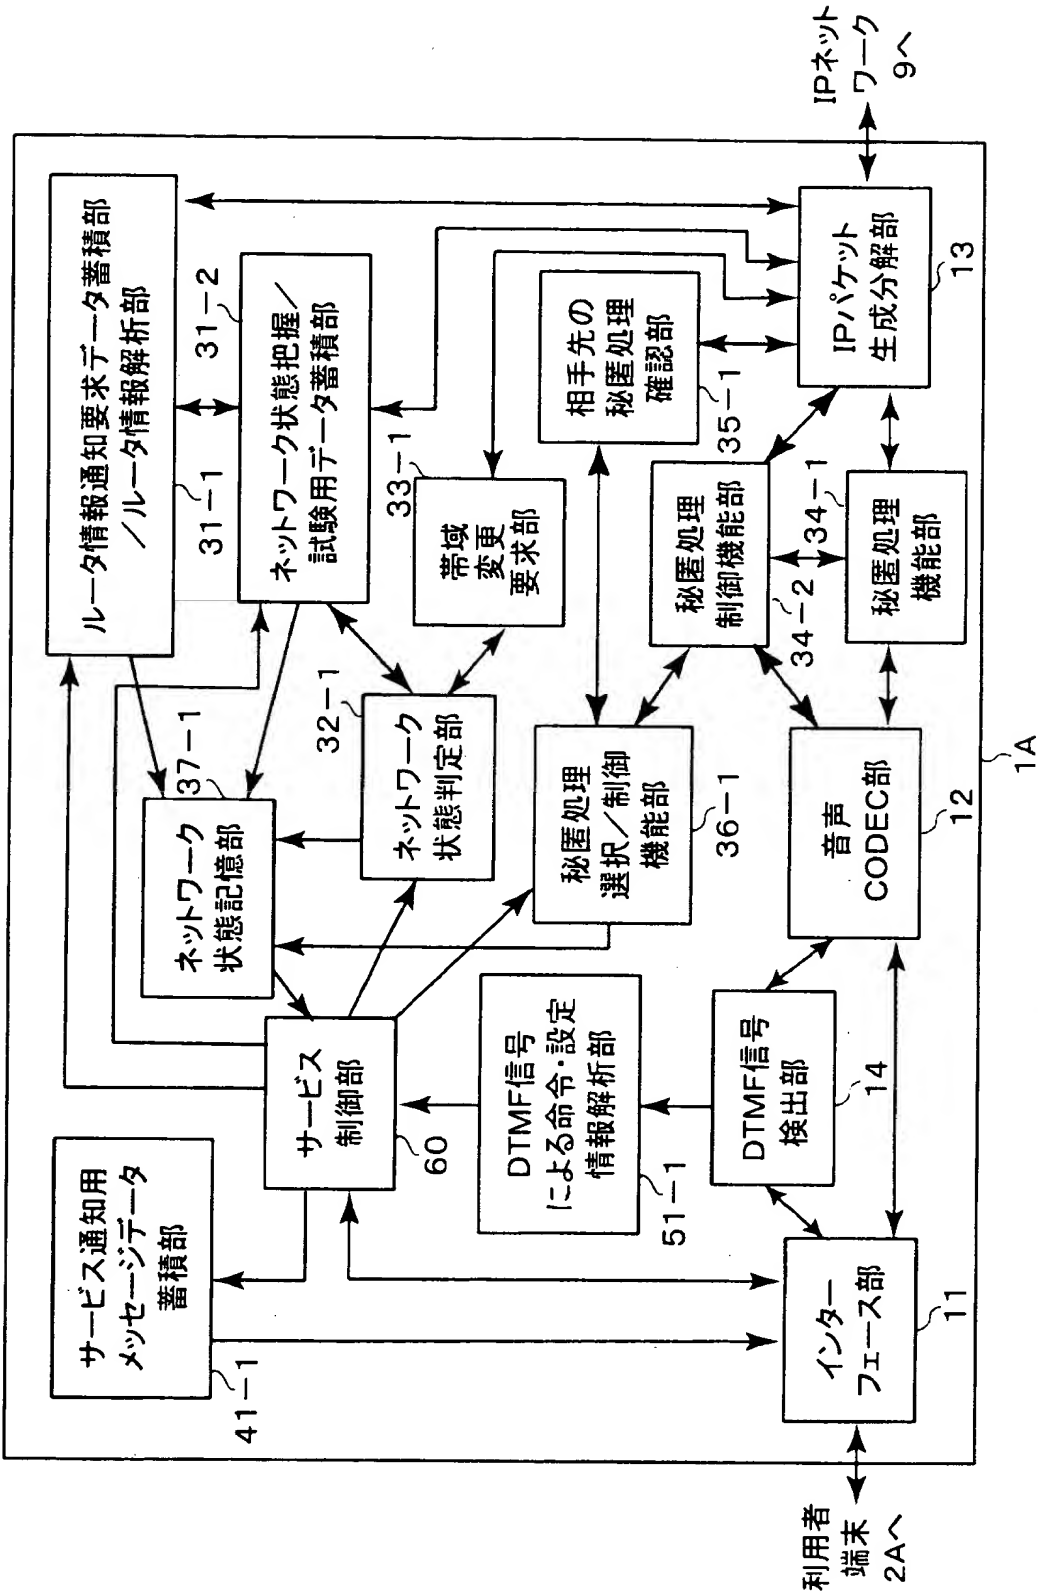 サービス通知用
メッセージデータ
蓄積部
41-1
ルータ情報通知要求データ蓄積部
/ルータ情報解析部
31-1
31-2
ネットワーク状態把握/
試験用データ蓄積部
ネットワーク
状態記憶部
37-1
サービス
制御部
60
ネットワーク
状態判定部
32-1
帯域
変更
要求部
33-1
DTMF信号
による命令・設定
情報解析部
51-1
秘匿処理
選択/制御
機能部
36-1
相手先の
秘匿処理
確認部
35-1
秘匿処理
制御機能部
34-2
秘匿処理
機能部
34-1
DTMF信号
検出部
14
音声
CODEC部
12
インター
フェース部
11
IPパケット
生成分解部
13
利用者
端末
2Aへ
IPネット
ワーク
9へ
1A